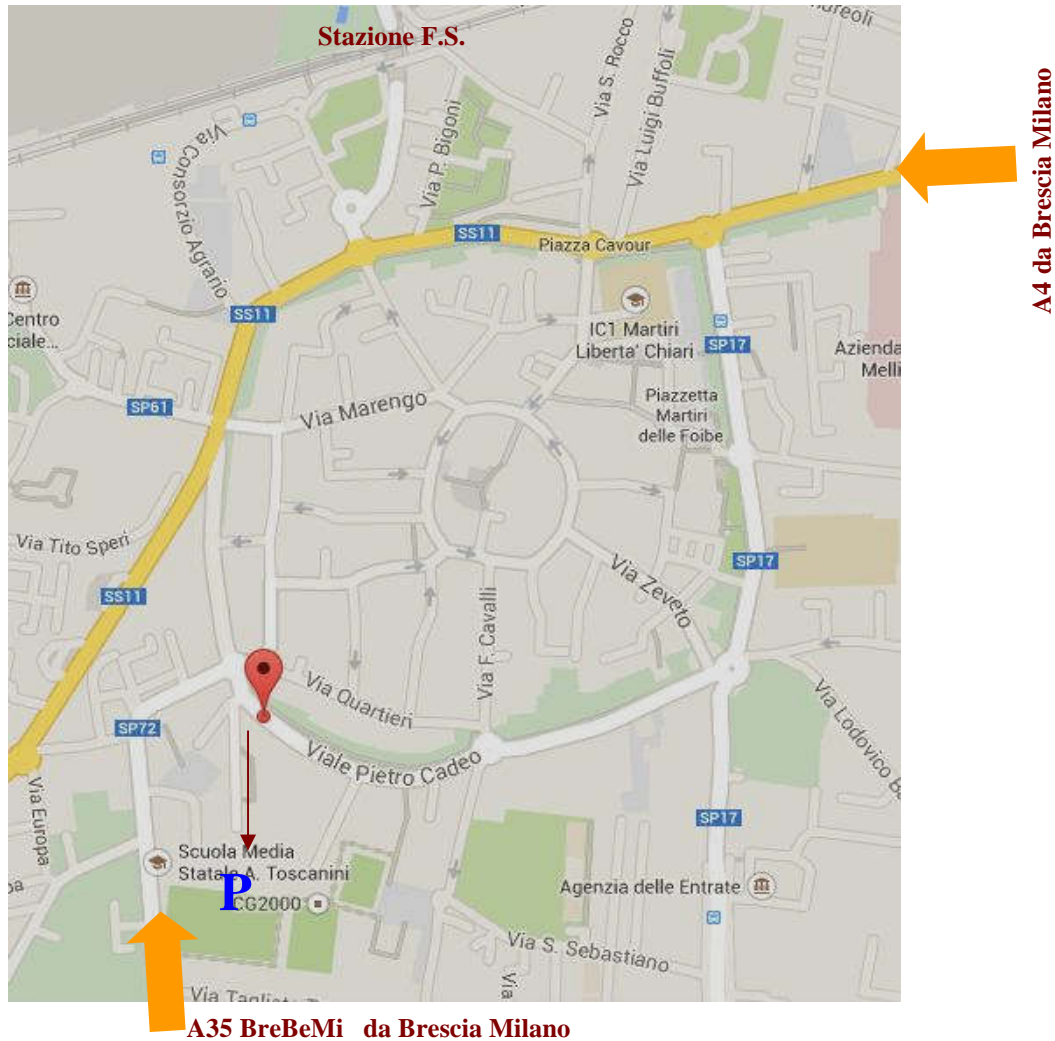 Stazione F.S.
Via S. Rocco
Via Luigi Buffoli
Via P. Bigoni
Via Consorzio Agrario
A4 da Brescia Milano
SS11
Piazza Cavour
Centro
ciale...
SS11
IC1 Martiri
Liberta' Chiari
SP17
Azienda
Melli
SP61
Via Marengo
Piazzetta
Martiri
delle Foibe
Via Tito Speri
SS11
SP17
Via Zeveto
Via F. Cavalli
Via Quartieri
SP72
Viale Pietro Cadeo
Via Lodovico
Via Europa
SP17
Scuola Media
Statale A. Toscanini
P
CG2000
Agenzia delle Entrate
Via S. Sebastiano
Via
Via
A35 BreBeMi da Brescia Milano